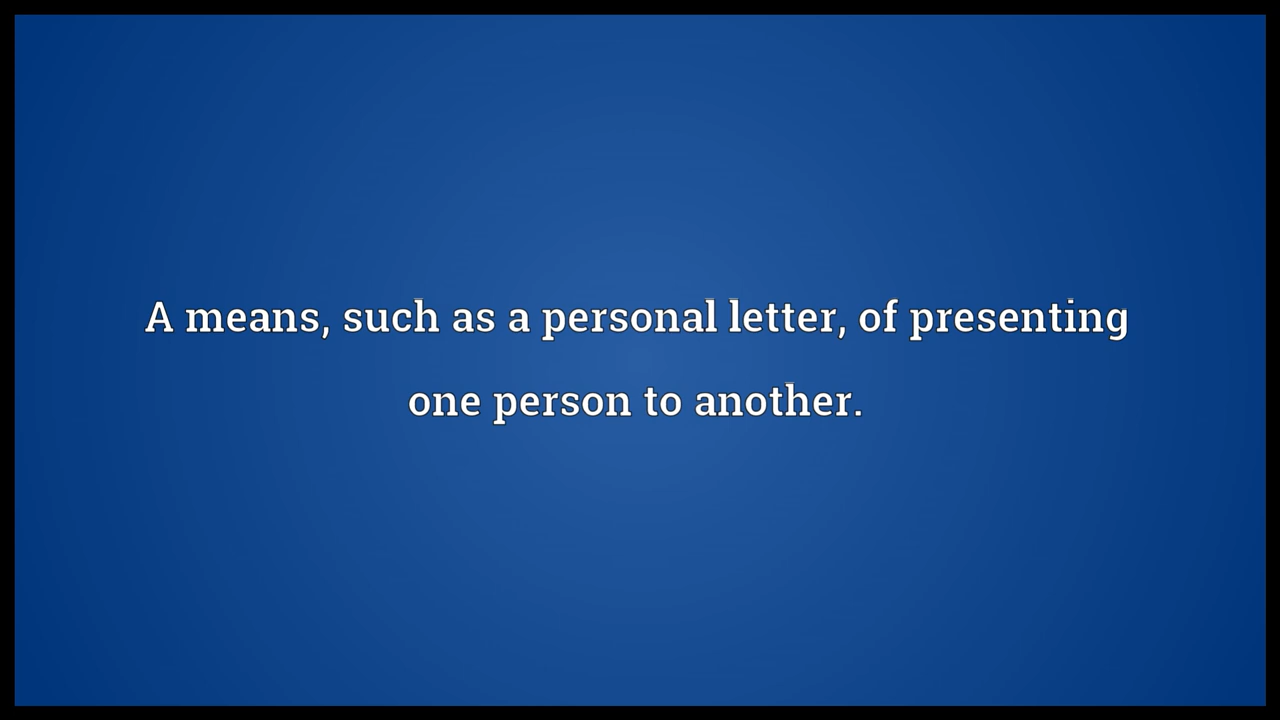 A means, such as a personal letter, of presenting
one person to another.